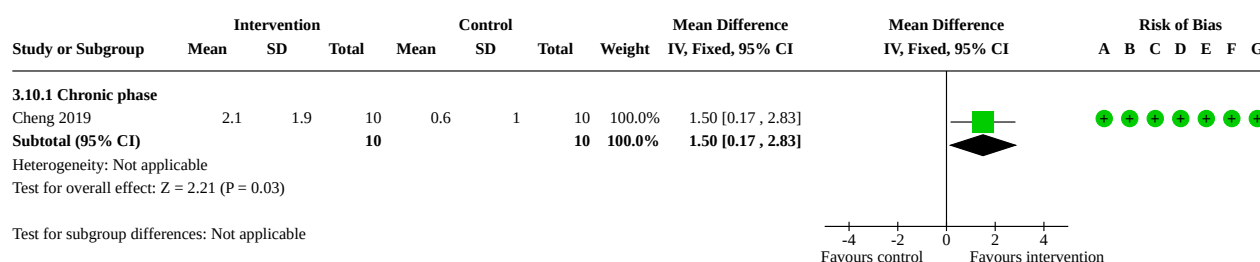 Intervention Control Mean Difference Mean Difference Risk of Bias
Study or Subgroup Mean SD Total Mean SD Total Weight IV, Fixed, 95% CI IV, Fixed, 95% CI A B C D E F G
3.10.1 Chronic phase
Cheng 2019 2.1 1.9 10 0.6 1 10 100.0% 1.50 [0.17 , 2.83] + + + + + + +
Subtotal (95% CI) 10 10 100.0% 1.50 [0.17 , 2.83]
Heterogeneity: Not applicable
Test for overall effect: Z = 2.21 (P = 0.03)
Test for subgroup differences: Not applicable
-4 -2 0 2 4
Favours control Favours intervention